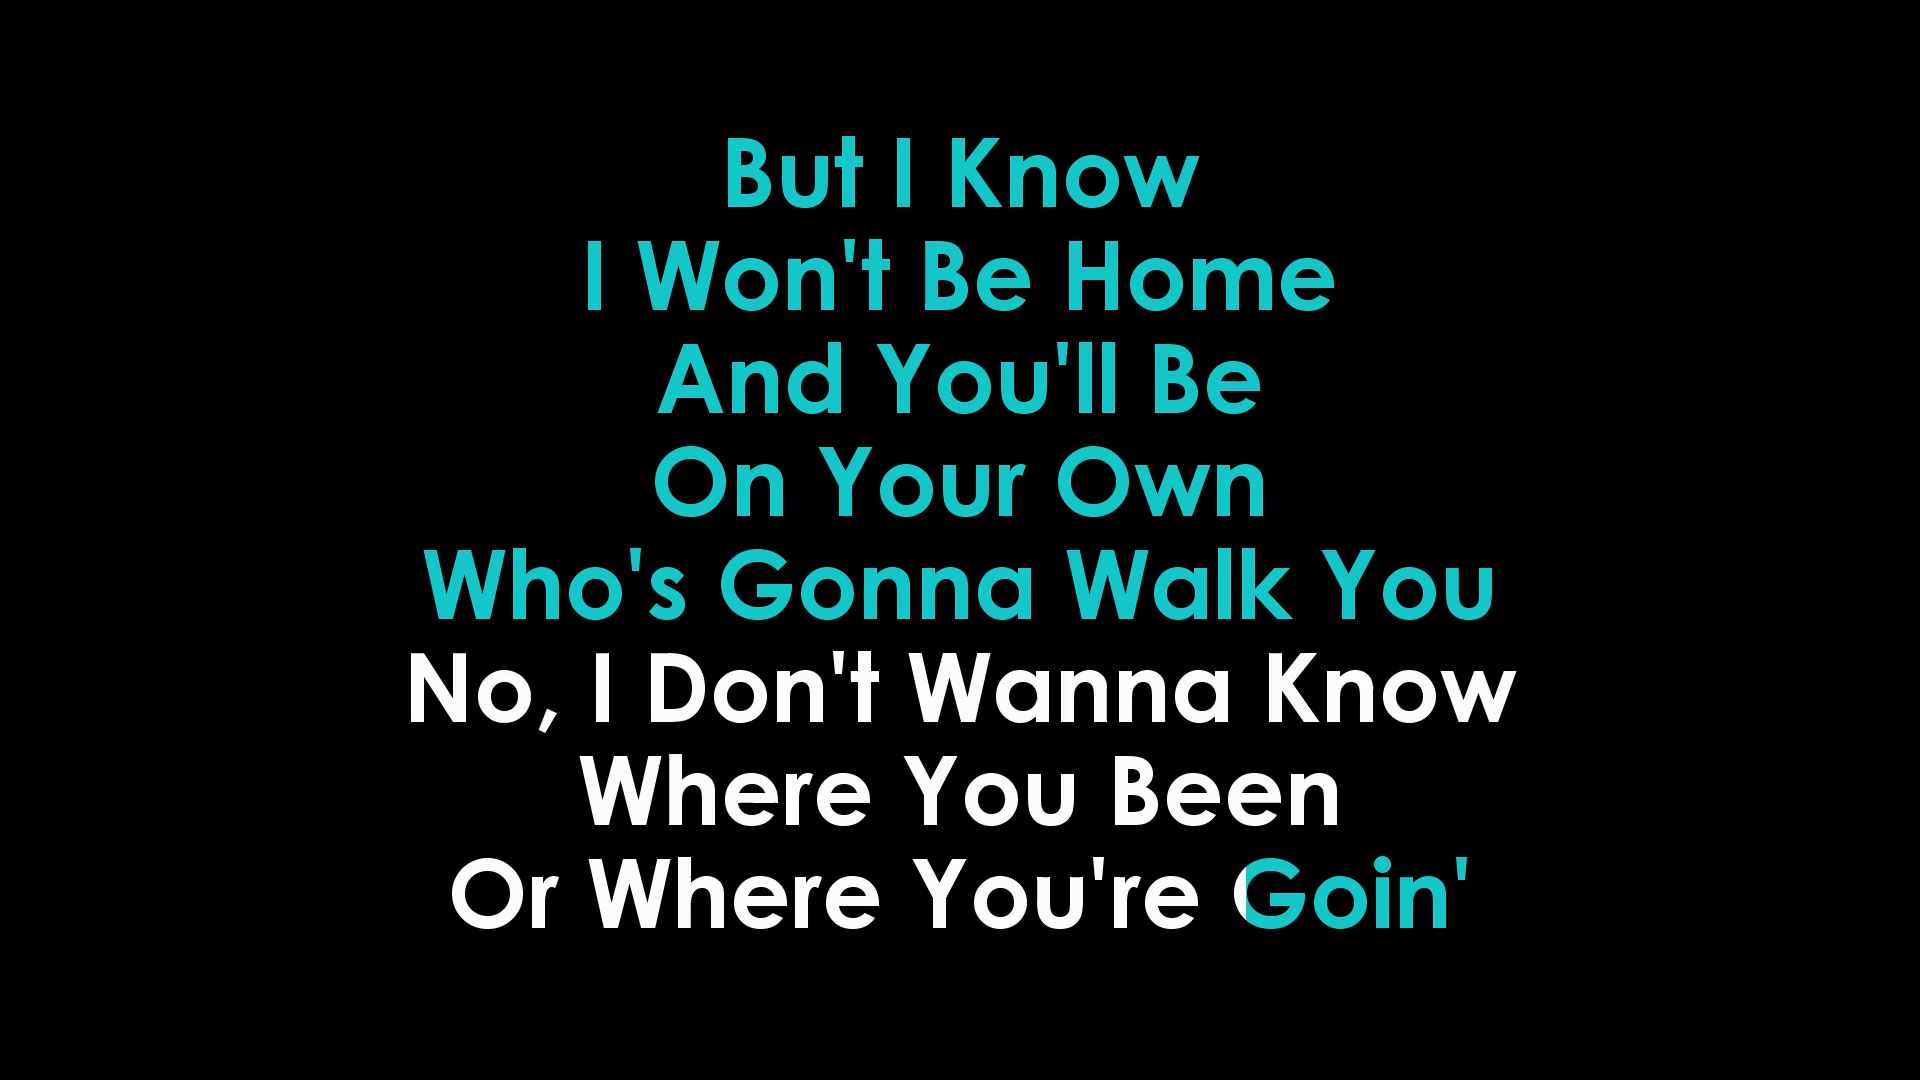 But I Know
I Won't Be Home
And You'll Be
On Your Own
Who's Gonna Walk You
No, I Don't Wanna Know
Where You Been
Or Where You're Goin'